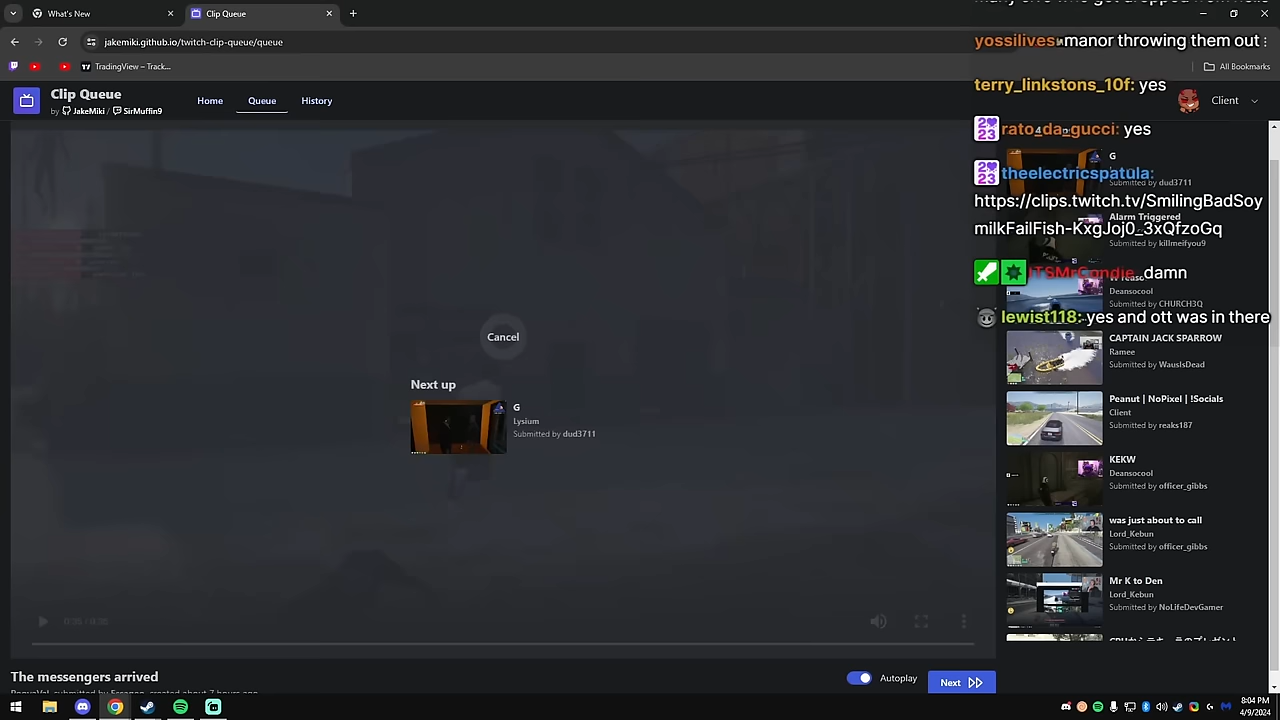 What's New
Clip Queue
jakemiki.github.io/twitch-clip-queue/queue
TradingView – Track...
All Bookmarks
Clip Queue
by JakeMiki / SirMuffin9
Home
Queue
History
Client
yossilives: manor throwing them out
terry_linkstons_10f: yes
rato_da_gucci: yes
theelectricspatula:
https://clips.twitch.tv/SmilingBadSoy
milkFailFish-KxgJoj0_3xQfzoGq
ITSMrCondie damn
lewist118: yes and ott was in there
G
Submitted by dud3711
Alarm Triggered
Submitted by killmeifyou9
Deansocool
Submitted by CHURCH3Q
CAPTAIN JACK SPARROW
Ramee
Submitted by WausIsDead
Peanut | NoPixel | !Socials
Client
Submitted by reaks187
KEKW
Deansocool
Submitted by officer_gibbs
was just about to call
Lord_Kebun
Submitted by officer_gibbs
Mr K to Den
Lord_Kebun
Submitted by NoLifeDevGamer
Cancel
Next up
G
Lysium
Submitted by dud3711
The messengers arrived
Autoplay
Next
8:04 PM
4/9/2024